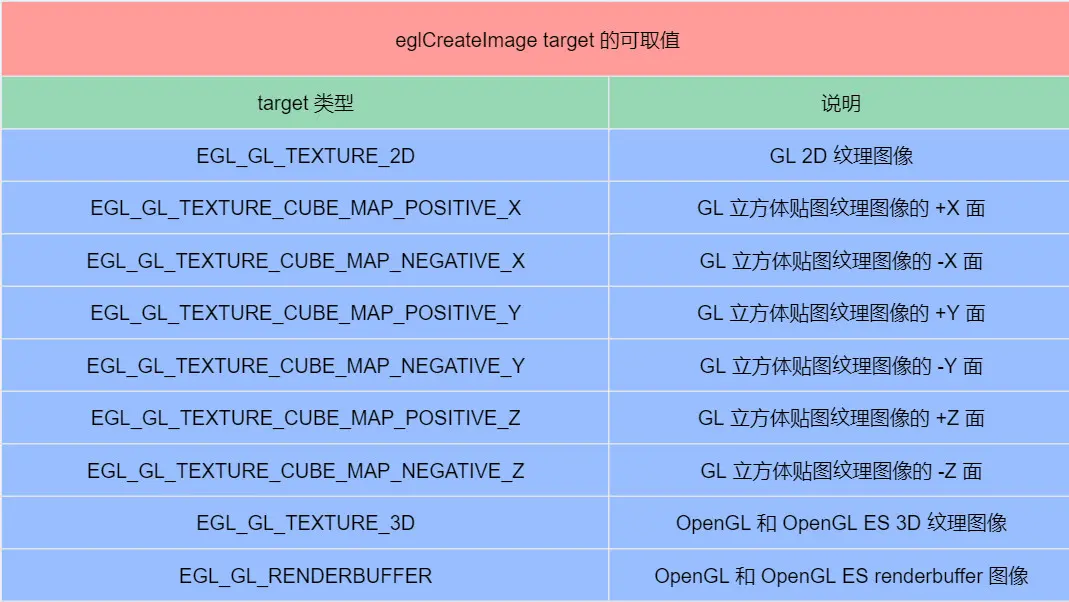 eglCreateImage target 的可取值
target 类型 说明
EGL_GL_TEXTURE_2D GL 2D 纹理图像
EGL_GL_TEXTURE_CUBE_MAP_POSITIVE_X GL 立方体贴图纹理图像的 +X 面
EGL_GL_TEXTURE_CUBE_MAP_NEGATIVE_X GL 立方体贴图纹理图像的 -X 面
EGL_GL_TEXTURE_CUBE_MAP_POSITIVE_Y GL 立方体贴图纹理图像的 +Y 面
EGL_GL_TEXTURE_CUBE_MAP_NEGATIVE_Y GL 立方体贴图纹理图像的 -Y 面
EGL_GL_TEXTURE_CUBE_MAP_POSITIVE_Z GL 立方体贴图纹理图像的 +Z 面
EGL_GL_TEXTURE_CUBE_MAP_NEGATIVE_Z GL 立方体贴图纹理图像的 -Z 面
EGL_GL_TEXTURE_3D OpenGL 和 OpenGL ES 3D 纹理图像
EGL_GL_RENDERBUFFER OpenGL 和 OpenGL ES renderbuffer 图像